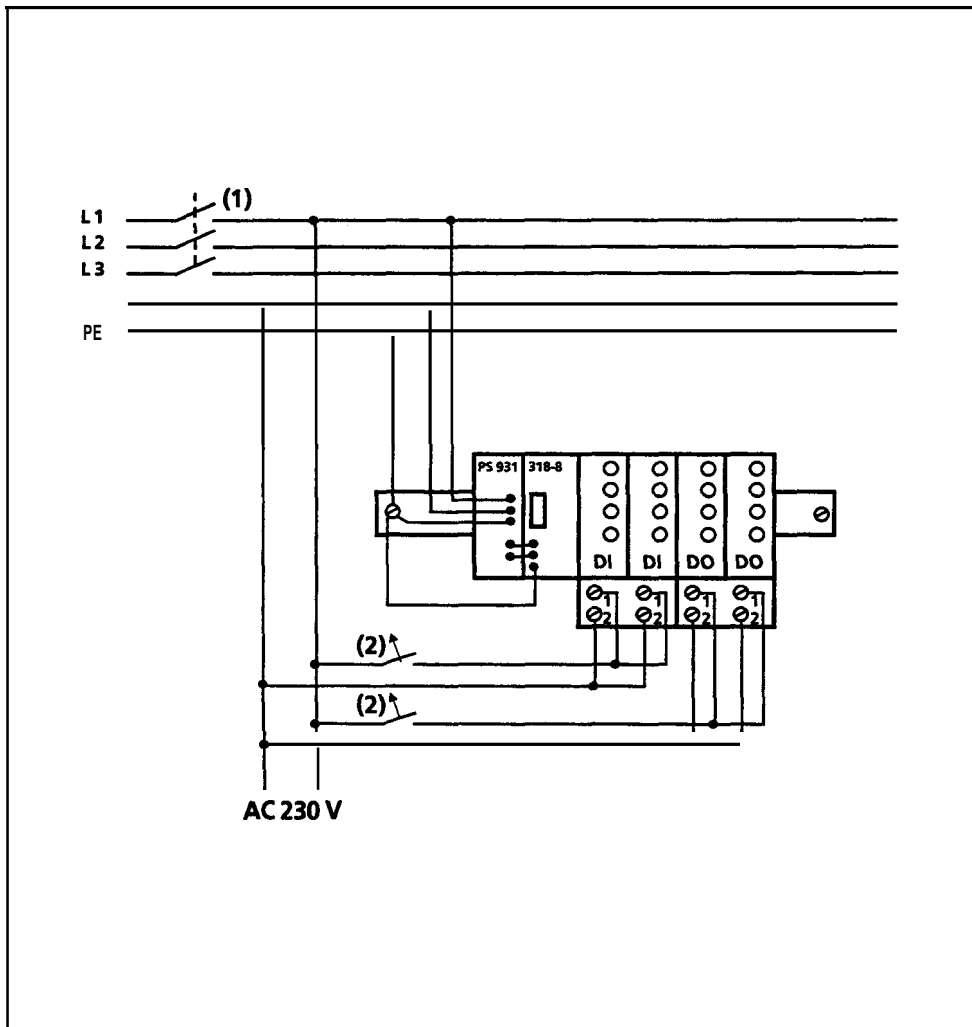 L1
(1)
L2
L3
PE
PS 931 318-8
DI DI DO DO
1 1 1 1
2 2 2 2
(2)
(2)
AC 230 V